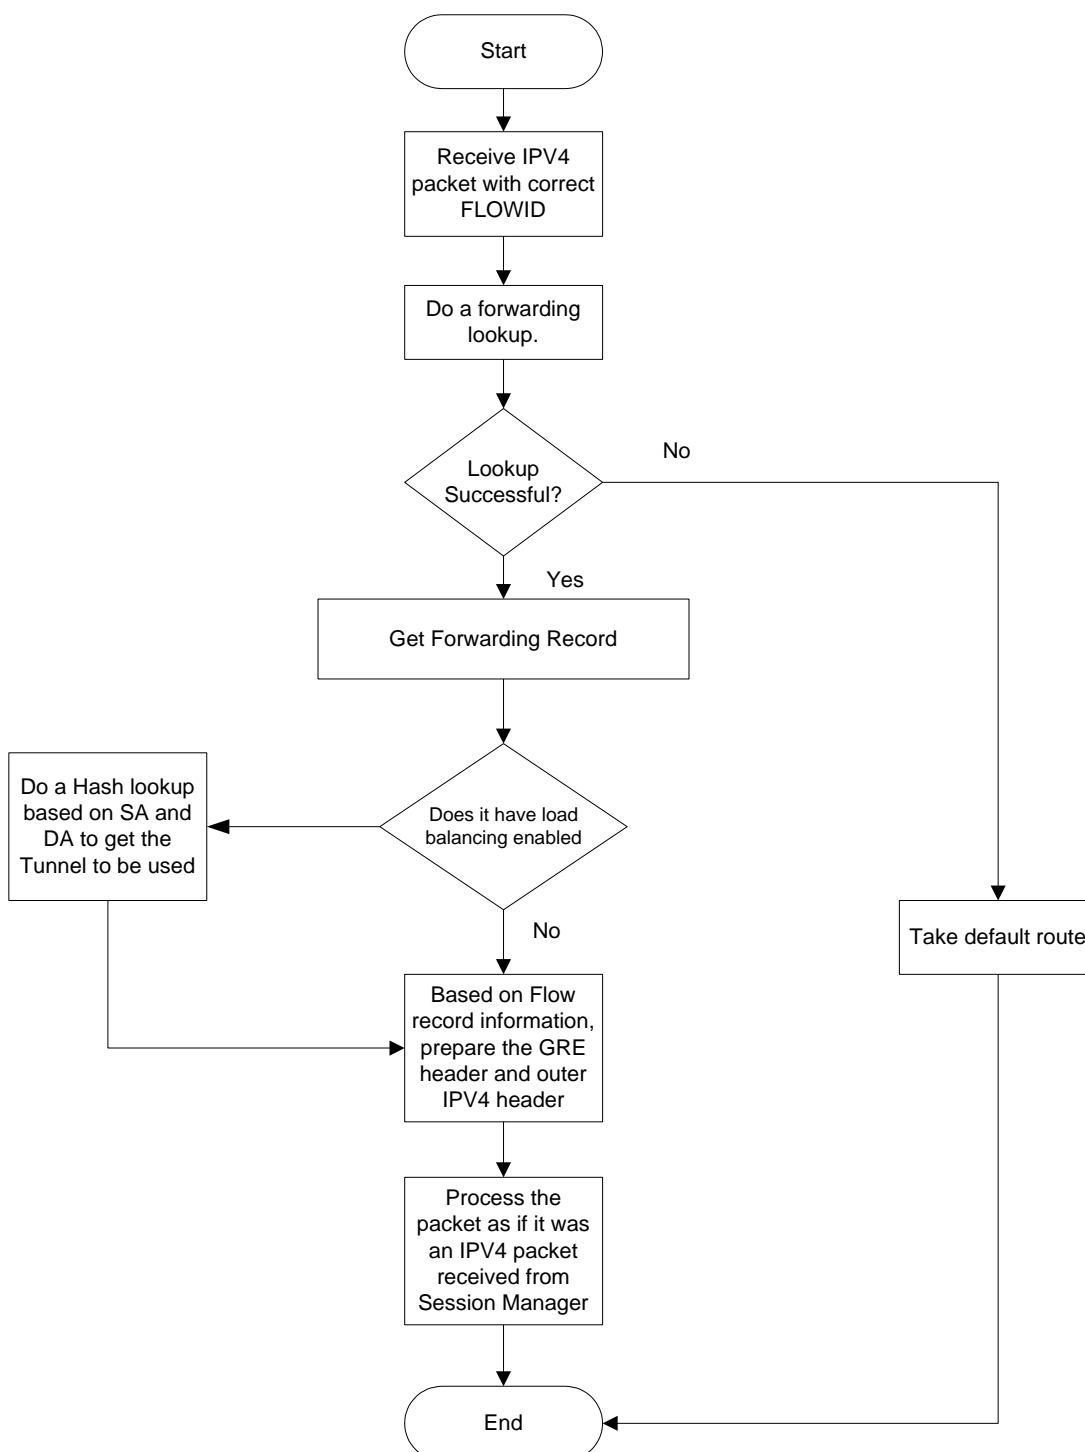 Start
Receive IPV4
packet with correct
FLOWID
Do a forwarding
lookup.
Lookup
Successful?
No
Yes
Get Forwarding Record
Does it have load
balancing enabled
Do a Hash lookup
based on SA and
DA to get the
Tunnel to be used
No
Take default route
Based on Flow
record information,
prepare the GRE
header and outer
IPV4 header
Process the
packet as if it was
an IPV4 packet
received from
Session Manager
End